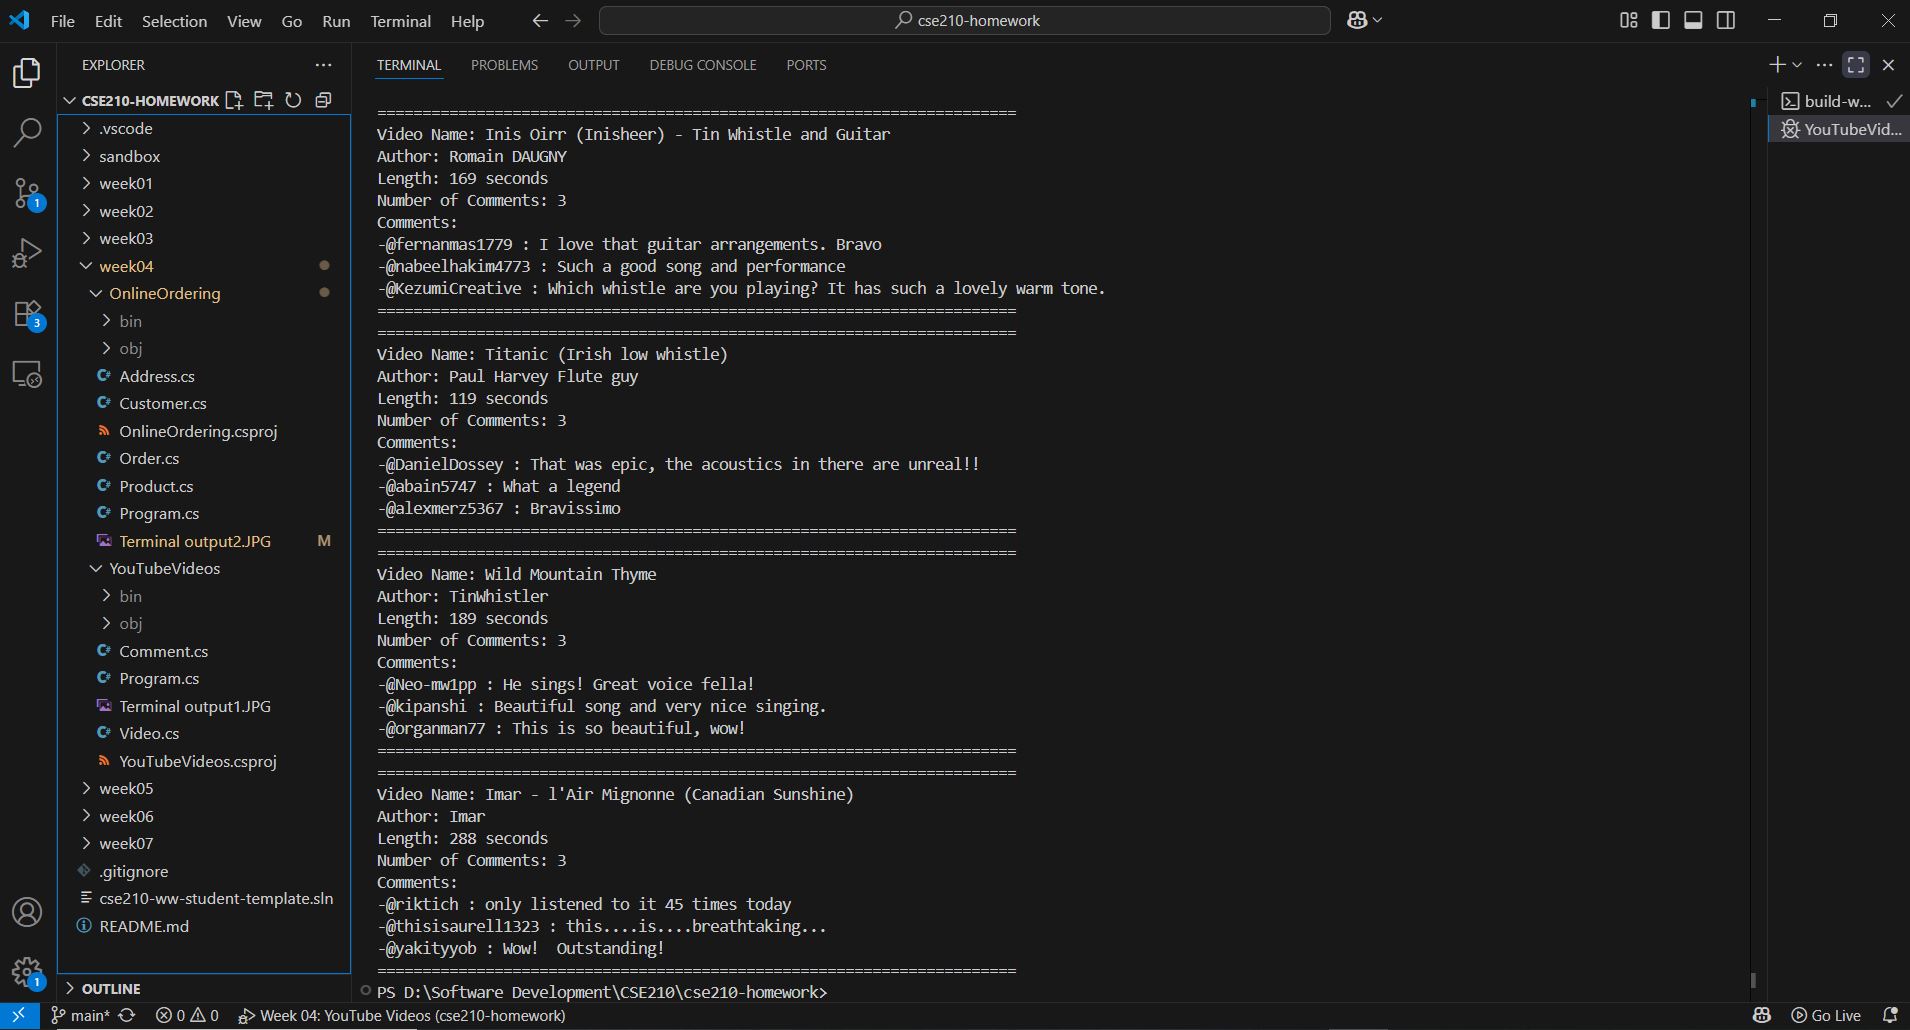 File Edit Selection View Go Run Terminal Help
cse210-homework
EXPLORER
CSE210-HOMEWORK
.vscode
sandbox
week01
week02
week03
week04
OnlineOrdering
bin
obj
Address.cs
Customer.cs
OnlineOrdering.csproj
Order.cs
Product.cs
Program.cs
Terminal output2.JPG M
YouTubeVideos
bin
obj
Comment.cs
Program.cs
Terminal output1.JPG
Video.cs
YouTubeVideos.csproj
week05
week06
week07
.gitignore
cse210-ww-student-template.sln
README.md
OUTLINE
1
3
1
TERMINAL PROBLEMS OUTPUT DEBUG CONSOLE PORTS
=======================================================================
Video Name: Inis Oirr (Inisheer) - Tin Whistle and Guitar
Author: Romain DAUGNY
Length: 169 seconds
Number of Comments: 3
Comments:
-@fernanmas1779 : I love that guitar arrangements. Bravo
-@nabeelhakim4773 : Such a good song and performance
-@KezumiCreative : Which whistle are you playing? It has such a lovely warm tone.
=======================================================================
=======================================================================
Video Name: Titanic (Irish low whistle)
Author: Paul Harvey Flute guy
Length: 119 seconds
Number of Comments: 3
Comments:
-@DanielDossey : That was epic, the acoustics in there are unreal!!
-@abain5747 : What a legend
-@alexmerz5367 : Bravissimo
=======================================================================
=======================================================================
Video Name: Wild Mountain Thyme
Author: TinWhistler
Length: 189 seconds
Number of Comments: 3
Comments:
-@Neo-mw1pp : He sings! Great voice fella!
-@kipanshi : Beautiful song and very nice singing.
-@organman77 : This is so beautiful, wow!
=======================================================================
=======================================================================
Video Name: Imar - l'Air Mignonne (Canadian Sunshine)
Author: Imar
Length: 288 seconds
Number of Comments: 3
Comments:
-@riktich : only listened to it 45 times today
-@thisisaurell1323 : this....is....breathtaking...
-@yakityyob : Wow!  Outstanding!
=======================================================================
PS D:\Software Development\CSE210\cse210-homework>
build-w...
YouTubeVid...
main* 0 0 Week 04: YouTube Videos (cse210-homework) Go Live